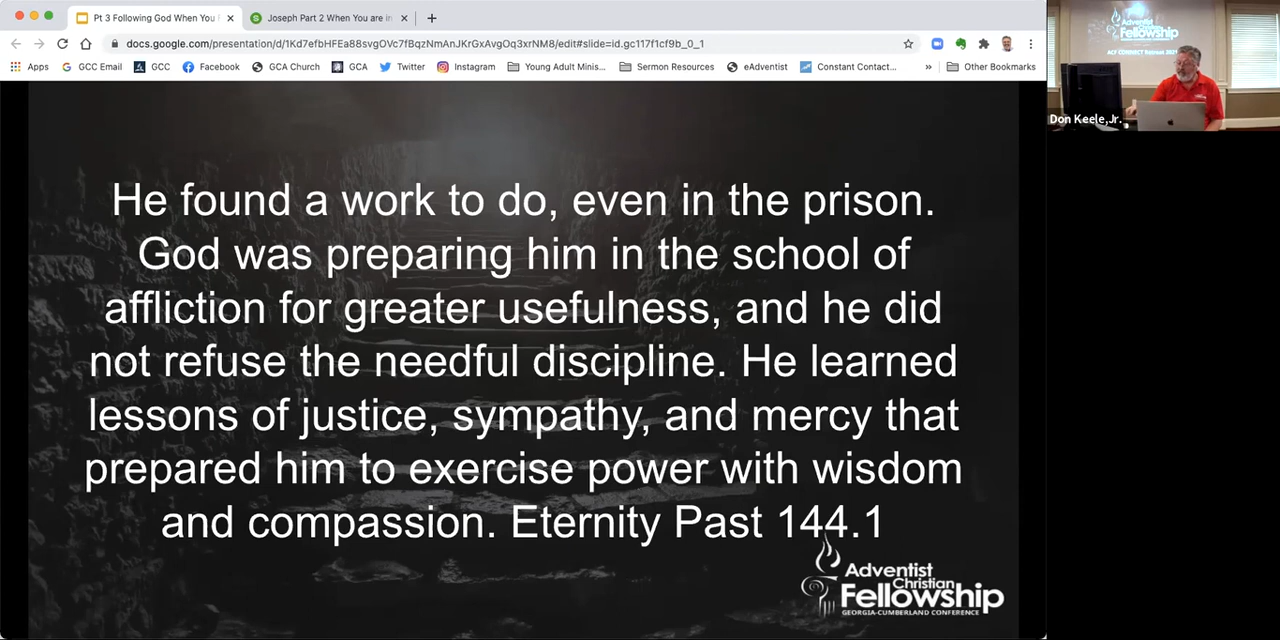 Pt 3 Following God When You
Joseph Part 2 When You are in
docs.google.com/presentation/d/1Kd7efbHFEa88svgOVc7fBqzNmAnJKrGxAvgOq3xrNM8/edit#slide=id.gc117f1cf9b_0_1
Apps GCC Email GCC Facebook GCA Church GCA Twitter Instagram Young Adult Minis... Sermon Resources eAdventist Constant Contact... » Other Bookmarks
He found a work to do, even in the prison.
God was preparing him in the school of
affliction for greater usefulness, and he did
not refuse the needful discipline. He learned
lessons of justice, sympathy, and mercy that
prepared him to exercise power with wisdom
and compassion. Eternity Past 144.1
Adventist
Christian
Fellowship
GEORGIA-CUMBERLAND CONFERENCE
Adventist
Christian
Fellowship
Don Keele,Jr.